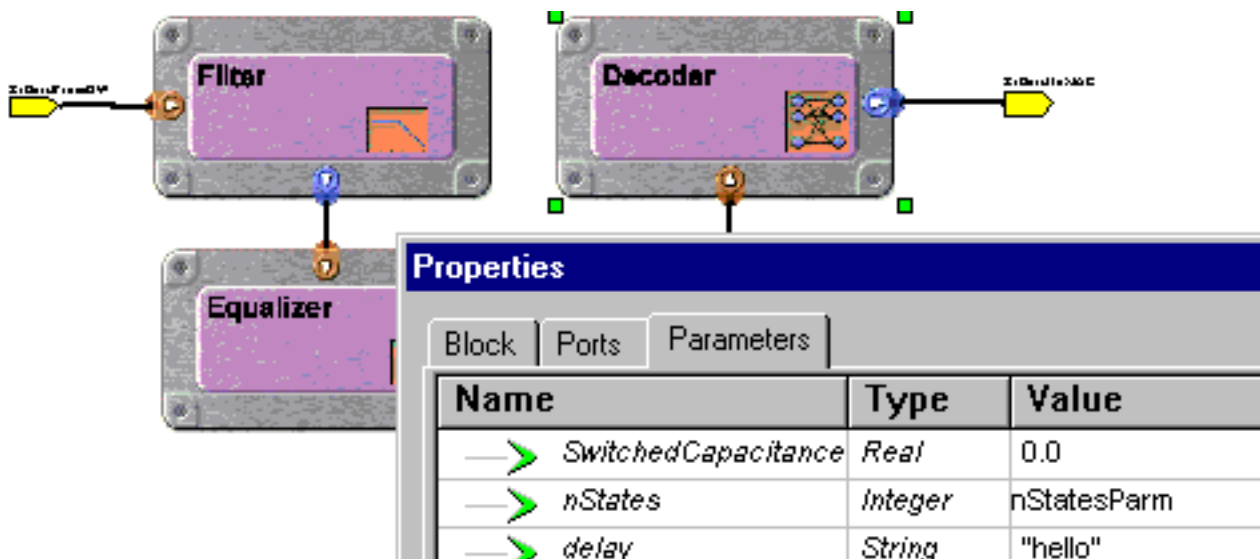 Filter
Decoder
Equalizer
Properties
Block Ports Parameters
Name Type Value
SwitchedCapacitance Real 0.0
nStates Integer nStatesParm
delay String "hello"